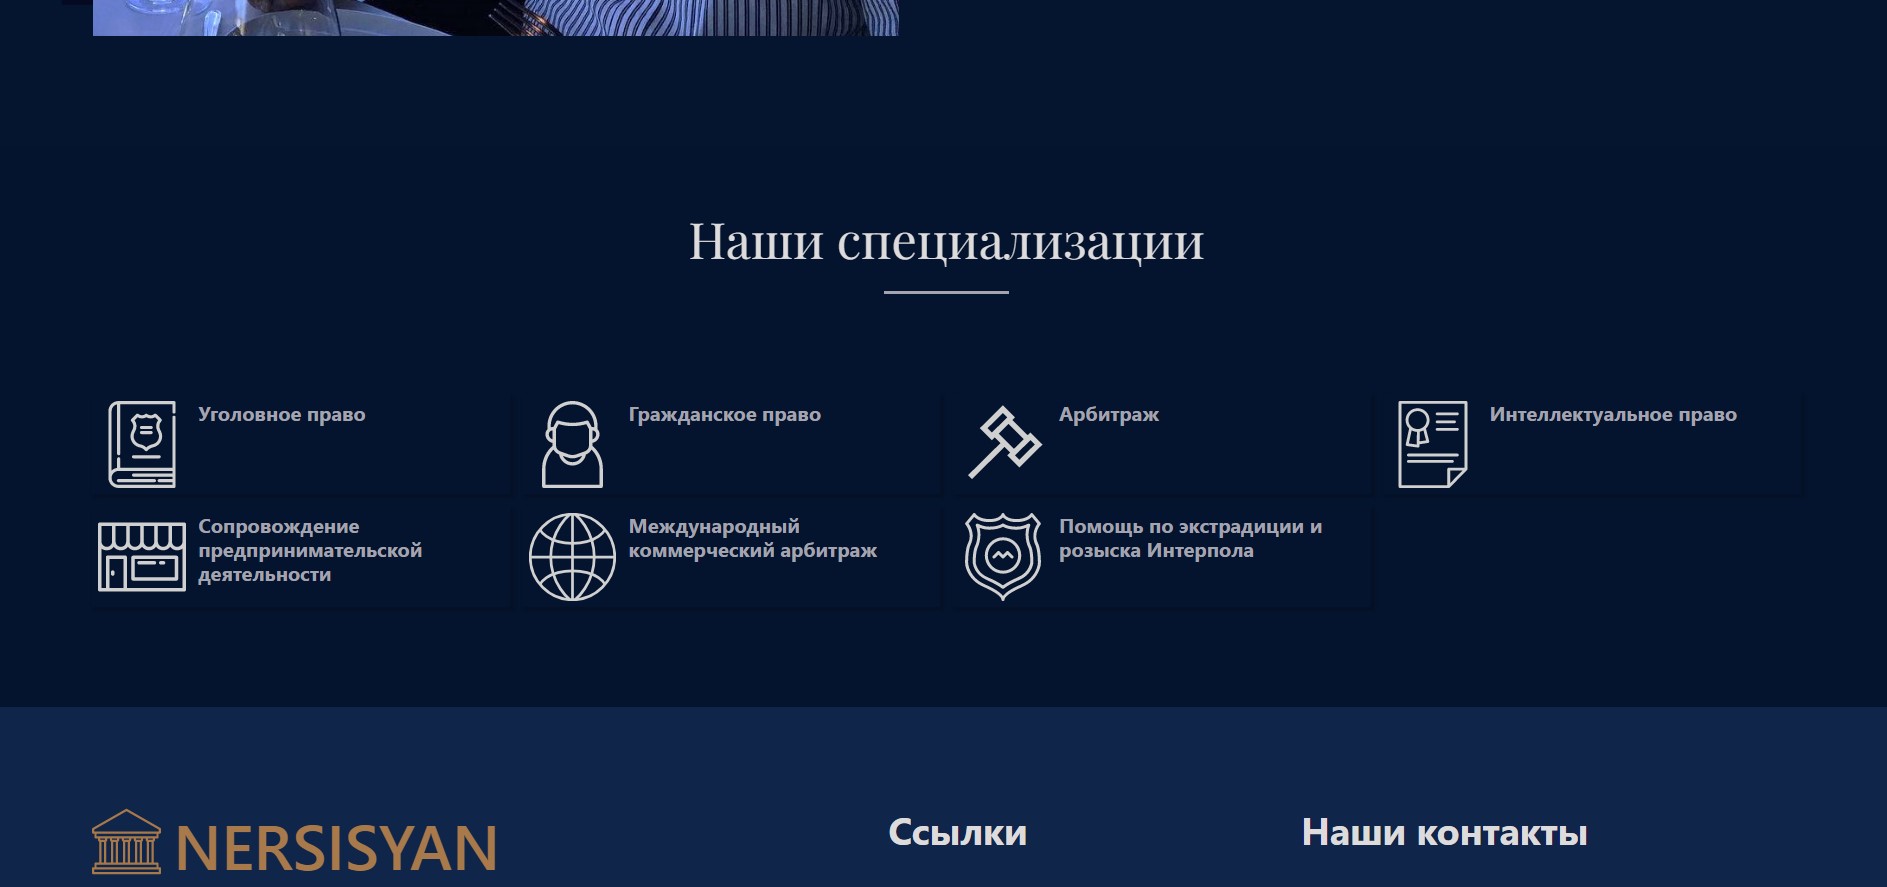 Наши специализации
Уголовное право
Гражданское право
Арбитраж
Интеллектуальное право
Сопровождение
предпринимательской
деятельности
Международный
коммерческий арбитраж
Помощь по экстрадиции и
розыска Интерпола
NERSISYAN
Ссылки
Наши контакты